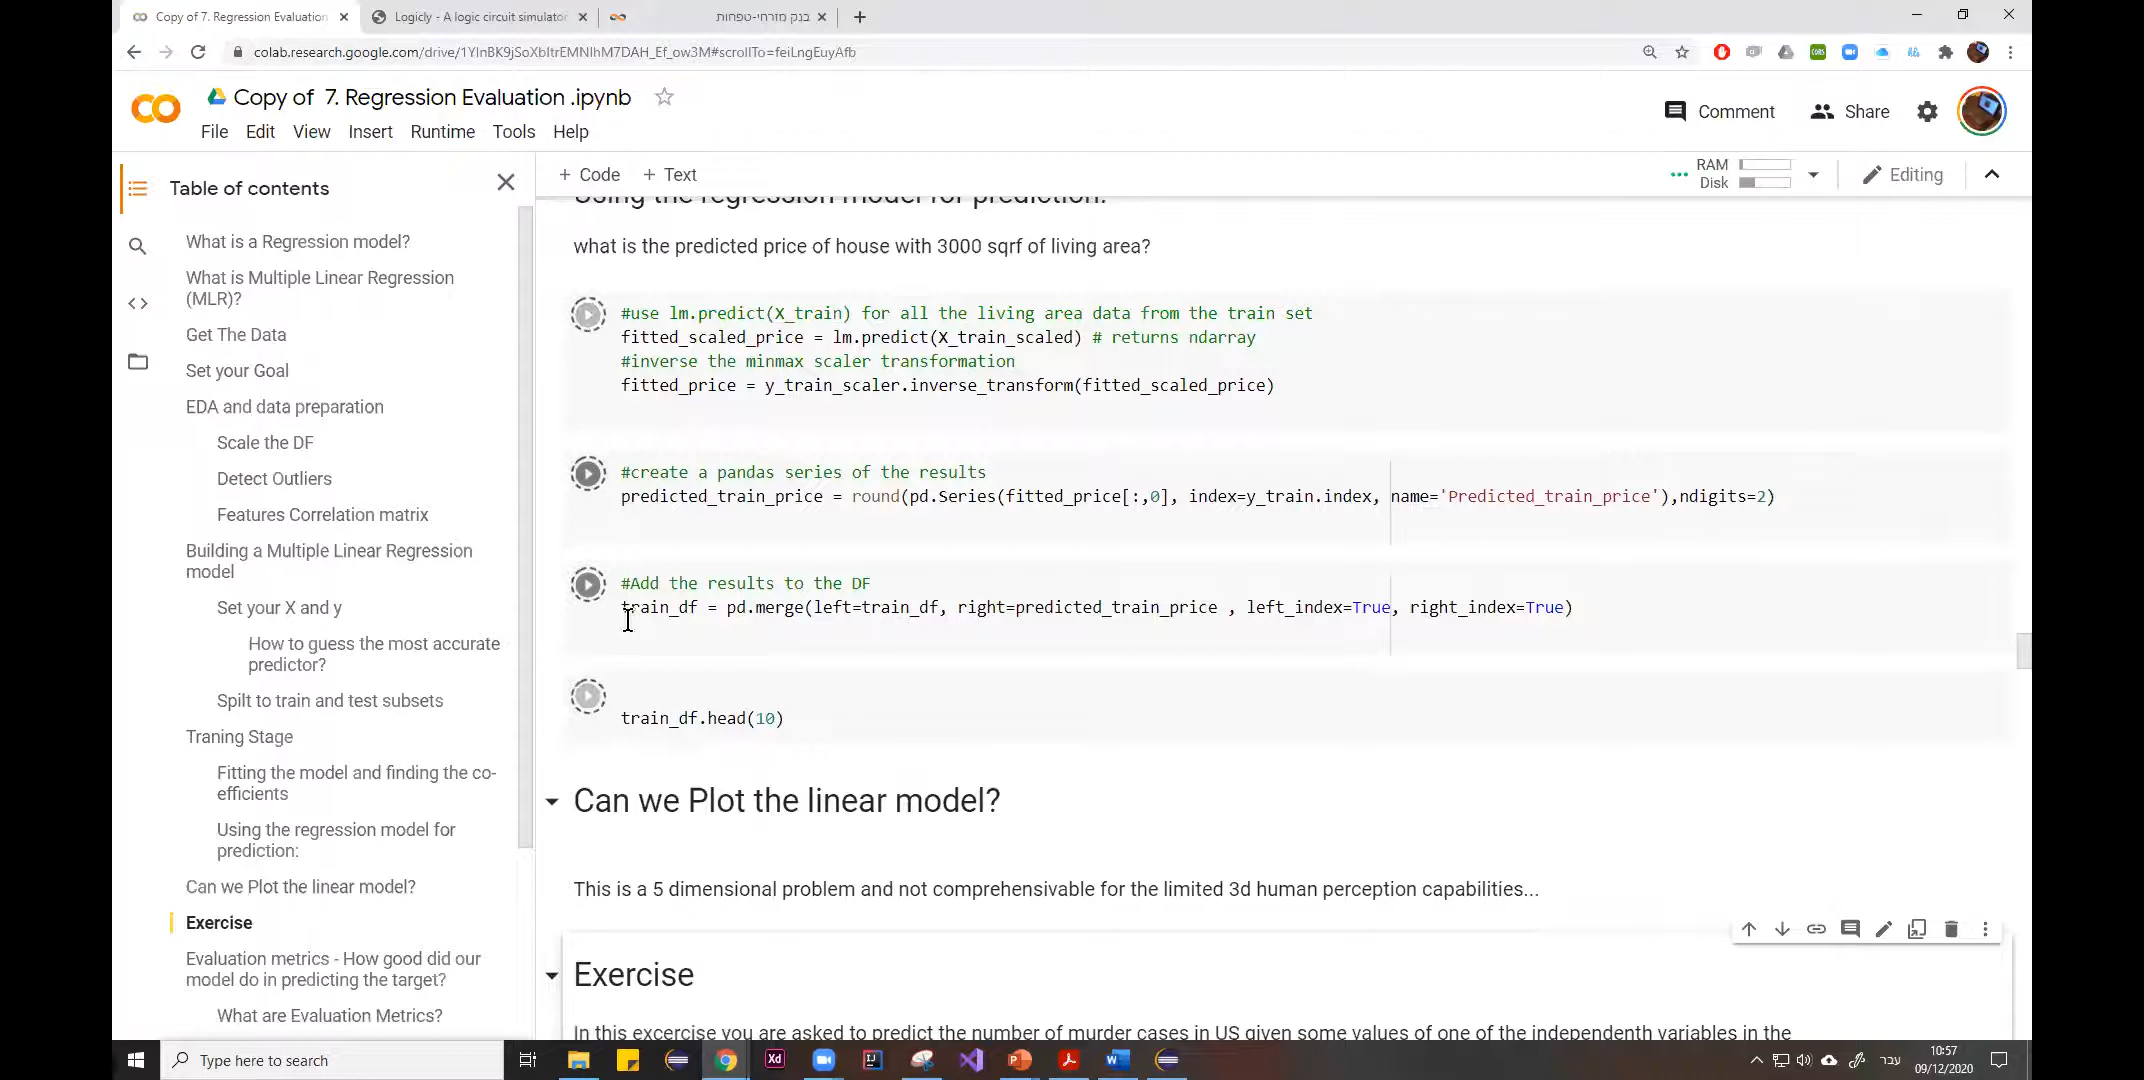 Copy of 7. Regression Evaluation
Logicly - A logic circuit simulator
בנק מזרחי-טפחות
colab.research.google.com/drive/1YlnBK9jSoXbItrEMNIhM7DAH_Ef_ow3M#scrollTo=feiLngEuyAfb
Copy of 7. Regression Evaluation .ipynb
Comment
Share
File Edit View Insert Runtime Tools Help
Table of contents
+ Code + Text
RAM
Disk
Editing
What is a Regression model?
What is Multiple Linear Regression
(MLR)?
Get The Data
Set your Goal
EDA and data preparation
Scale the DF
Detect Outliers
Features Correlation matrix
Building a Multiple Linear Regression
model
Set your X and y
How to guess the most accurate
predictor?
Spilt to train and test subsets
Traning Stage
Fitting the model and finding the co-
efficients
Using the regression model for
prediction:
Can we Plot the linear model?
Exercise
Evaluation metrics - How good did our
model do in predicting the target?
What are Evaluation Metrics?
Using the regression model for prediction:
what is the predicted price of house with 3000 sqrf of living area?
#use lm.predict(X_train) for all the living area data from the train set
fitted_scaled_price = lm.predict(X_train_scaled) # returns ndarray
#inverse the minmax scaler transformation
fitted_price = y_train_scaler.inverse_transform(fitted_scaled_price)
#create a pandas series of the results
predicted_train_price = round(pd.Series(fitted_price[:,0], index=y_train.index, name='Predicted_train_price'),ndigits=2)
#Add the results to the DF
train_df = pd.merge(left=train_df, right=predicted_train_price , left_index=True, right_index=True)
train_df.head(10)
Can we Plot the linear model?
This is a 5 dimensional problem and not comprehensivable for the limited 3d human perception capabilities...
Exercise
In this excercise you are asked to predict the number of murder cases in US given some values of one of the independenth variables in the
Type here to search
Xd
עבר
10:57
09/12/2020